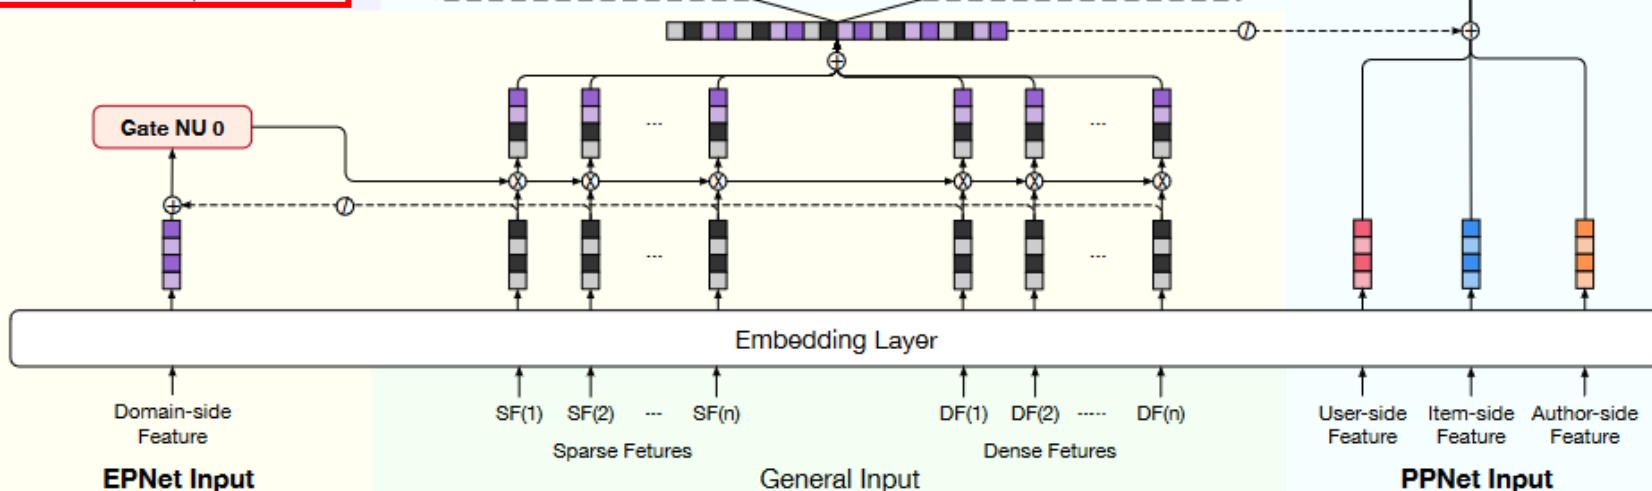 Gate NU 0
...
...
...
...
Embedding Layer
Domain-side
Feature
SF(1) SF(2) --- SF(n)
DF(1) DF(2) ----- DF(n)
User-side
Feature
Item-side
Feature
Author-side
Feature
Sparse Fetures
Dense Fetures
EPNet Input
General Input
PPNet Input